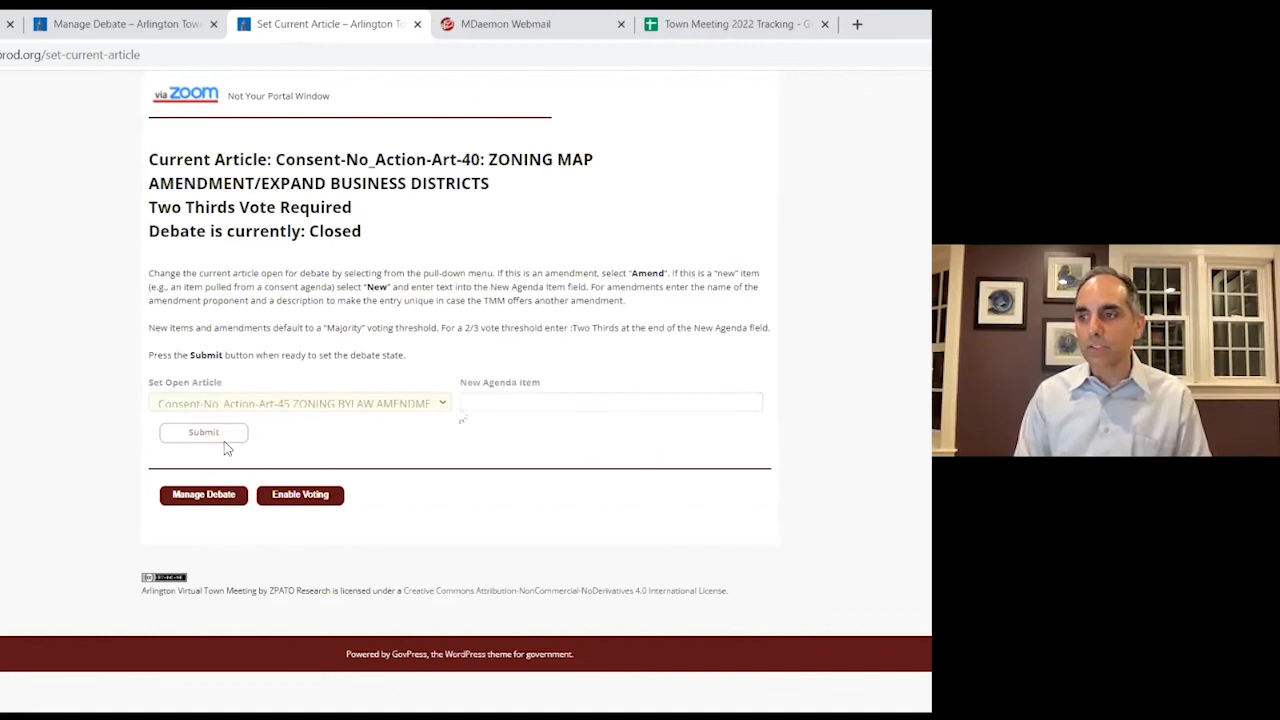 Manage Debate – Arlington Tow
Set Current Article – Arlington To
MDaemon Webmail
Town Meeting 2022 Tracking - G
prod.org/set-current-article
via zoom Not Your Portal Window
Current Article: Consent-No_Action-Art-40: ZONING MAP
AMENDMENT/EXPAND BUSINESS DISTRICTS
Two Thirds Vote Required
Debate is currently: Closed
Change the current article open for debate by selecting from the pull-down menu. If this is an amendment, select "Amend". If this is a "new" item
(e.g., an item pulled from a consent agenda) select "New" and enter text into the New Agenda Item field. For amendments enter the name of the
amendment proponent and a description to make the entry unique in case the TMM offers another amendment.
New items and amendments default to a "Majority" voting threshold. For a 2/3 vote threshold enter :Two Thirds at the end of the New Agenda field.
Press the Submit button when ready to set the debate state.
Set Open Article
New Agenda Item
Consent-No_Action-Art-45 ZONING BYLAW AMENDME
Submit
Manage Debate
Enable Voting
Arlington Virtual Town Meeting by ZPATO Research is licensed under a Creative Commons Attribution-NonCommercial-NoDerivatives 4.0 International License.
Powered by GovPress, the WordPress theme for government.